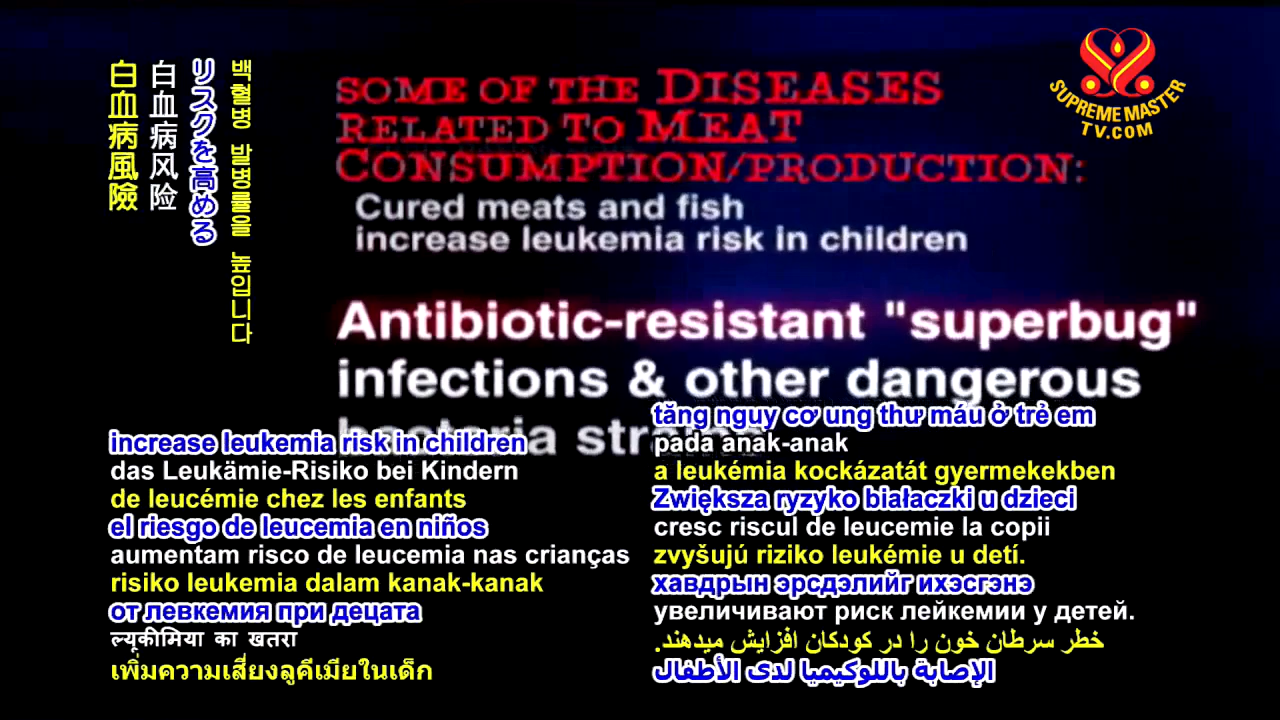 白血病風險
白血病风险
リスクを高める
백혈병 발병률을 높입니다
SOME OF THE DISEASES
RELATED TO MEAT
CONSUMPTION/PRODUCTION:
Cured meats and fish
increase leukemia risk in children
SUPREME MASTER
TV.COM
Antibiotic-resistant "superbug"
infections & other dangerous
bacteria strains
increase leukemia risk in children
das Leukämie-Risiko bei Kindern
de leucémie chez les enfants
el riesgo de leucemia en niños
aumentam risco de leucemia nas crianças
risiko leukemia dalam kanak-kanak
от левкемия при децата
ल्यूकीमिया का खतरा
เพิ่มความเสี่ยงลูคีเมียในเด็ก
tăng nguy cơ ung thư máu ở trẻ em
pada anak-anak
a leukémia kockázatát gyermekekben
Zwiększa ryzyko białaczki u dzieci
cresc riscul de leucemie la copii
zvyšujú riziko leukémie u detí.
хавдрын эрсдэлийг ихэсгэнэ
увеличивают риск лейкемии у детей.
خطر سرطان خون را در کودکان افزایش میدهند.
الإصابة باللوكيميا لدى الأطفال